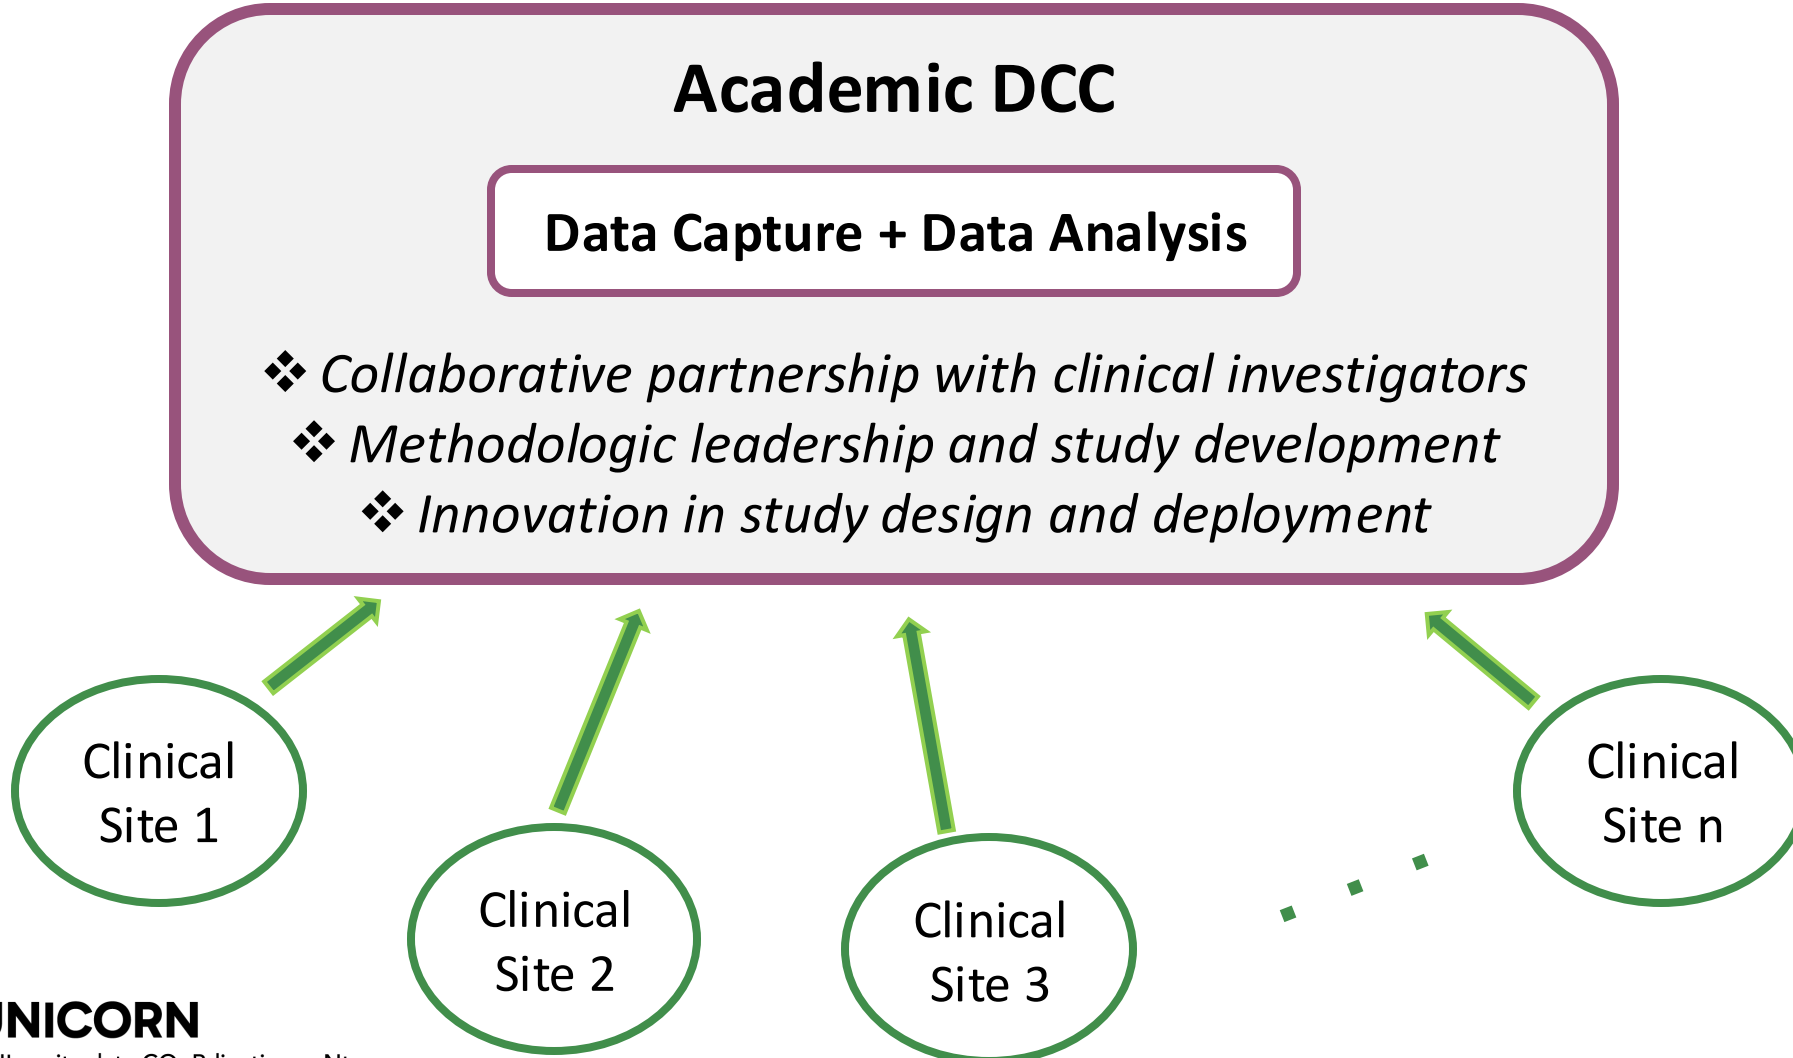 Academic DCC
Data Capture + Data Analysis
❖ Collaborative partnership with clinical investigators
❖ Methodologic leadership and study development
❖ Innovation in study design and deployment
Clinical
Site 1
Clinical
Site 2
Clinical
Site 3
Clinical
Site n
UNICORN